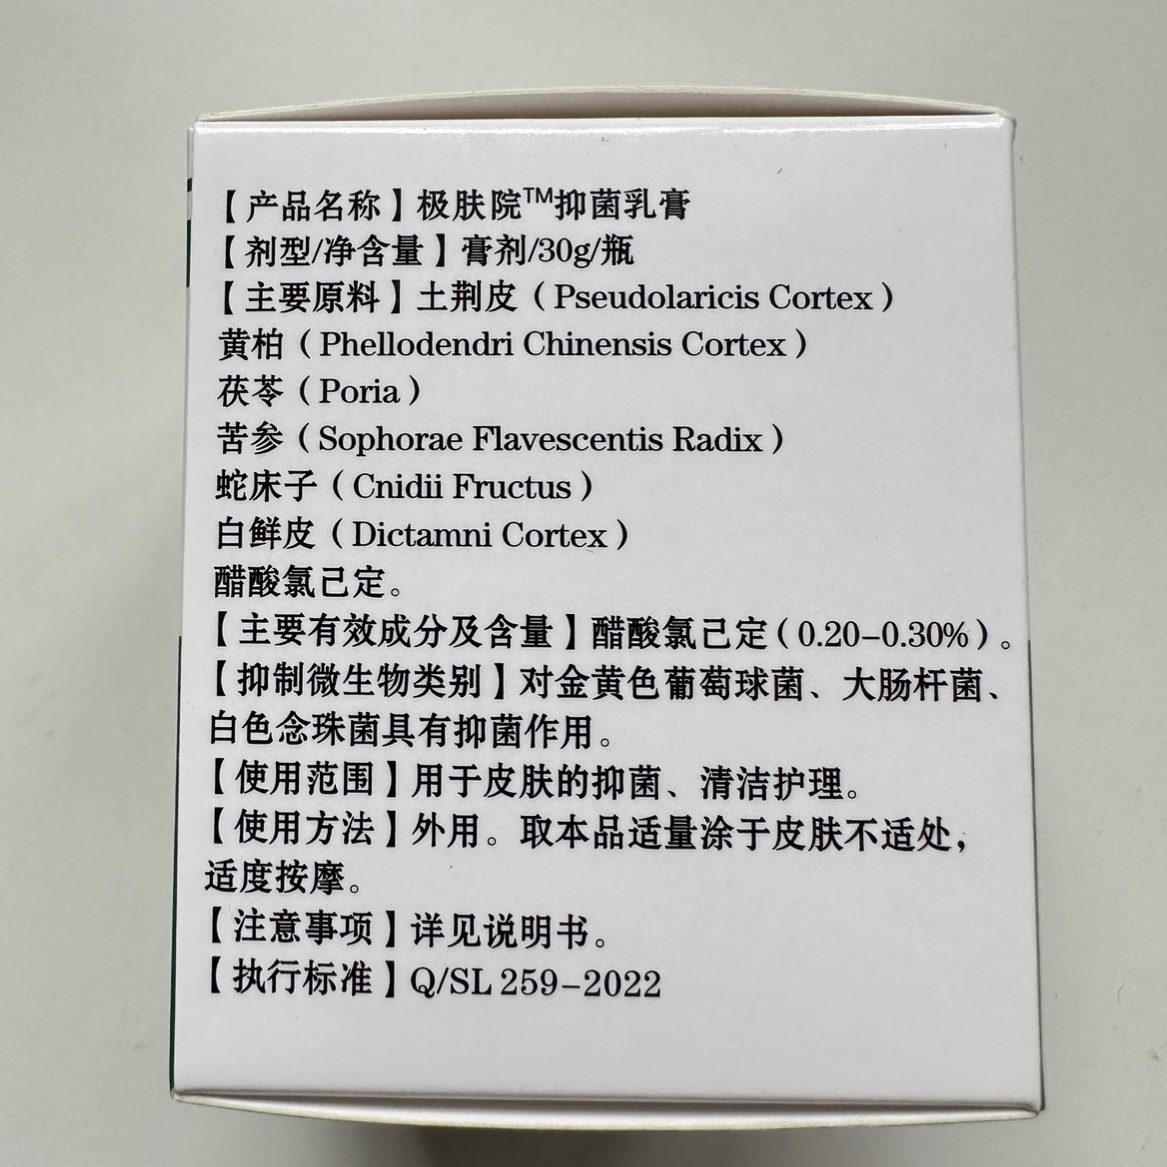 【产品名称】极肤院™抑菌乳膏
【剂型/净含量】膏剂/30g/瓶
【主要原料】土荆皮（Pseudolaricis Cortex）
黄柏（Phellodendri Chinensis Cortex）
茯苓（Poria）
苦参（Sophorae Flavescentis Radix）
蛇床子（Cnidii Fructus）
白鲜皮（Dictamni Cortex）
醋酸氯己定。
【主要有效成分及含量】醋酸氯己定（0.20–0.30%）。
【抑制微生物类别】对金黄色葡萄球菌、大肠杆菌、
白色念珠菌具有抑菌作用。
【使用范围】用于皮肤的抑菌、清洁护理。
【使用方法】外用。取本品适量涂于皮肤不适处，
适度按摩。
【注意事项】详见说明书。
【执行标准】Q/SL 259–2022